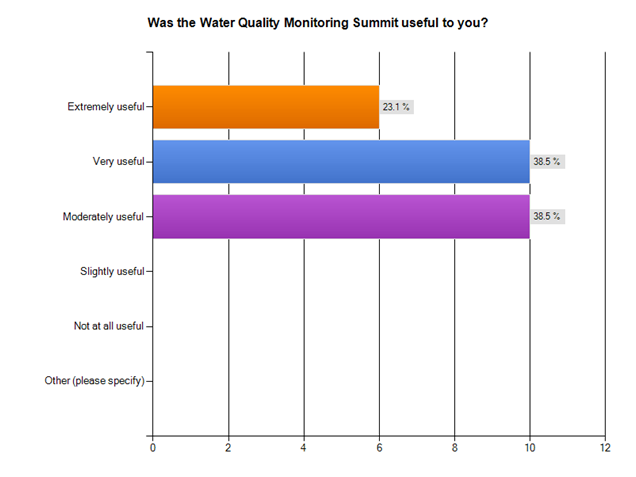 Was the Water Quality Monitoring Summit useful to you?
Extremely useful
23.1 %
Very useful
38.5 %
Moderately useful
38.5 %
Slightly useful
Not at all useful
Other (please specify)
0 2 4 6 8 10 12